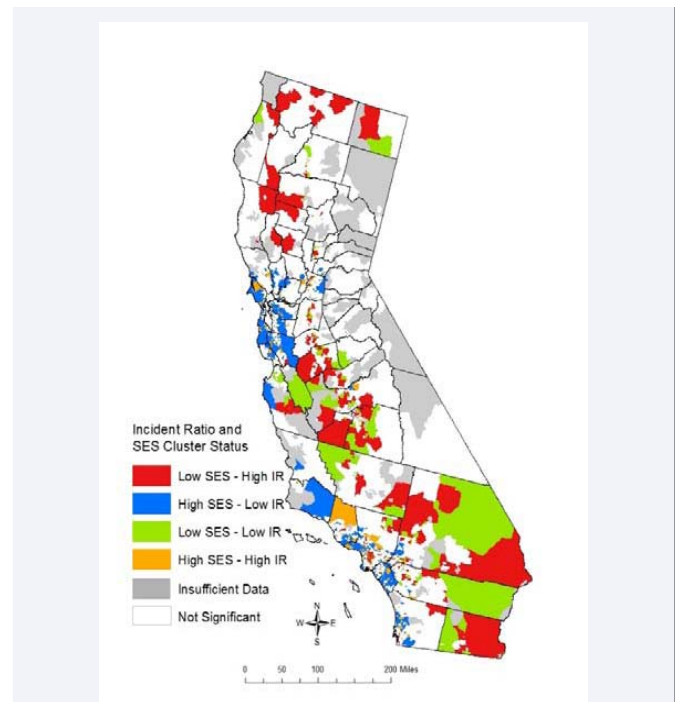 Incident Ratio and
SES Cluster Status
Low SES - High IR
High SES - Low IR
Low SES - Low IR
High SES - High IR
Insufficient Data
Not Significant
N
W E
S
0 50 100 200 Miles